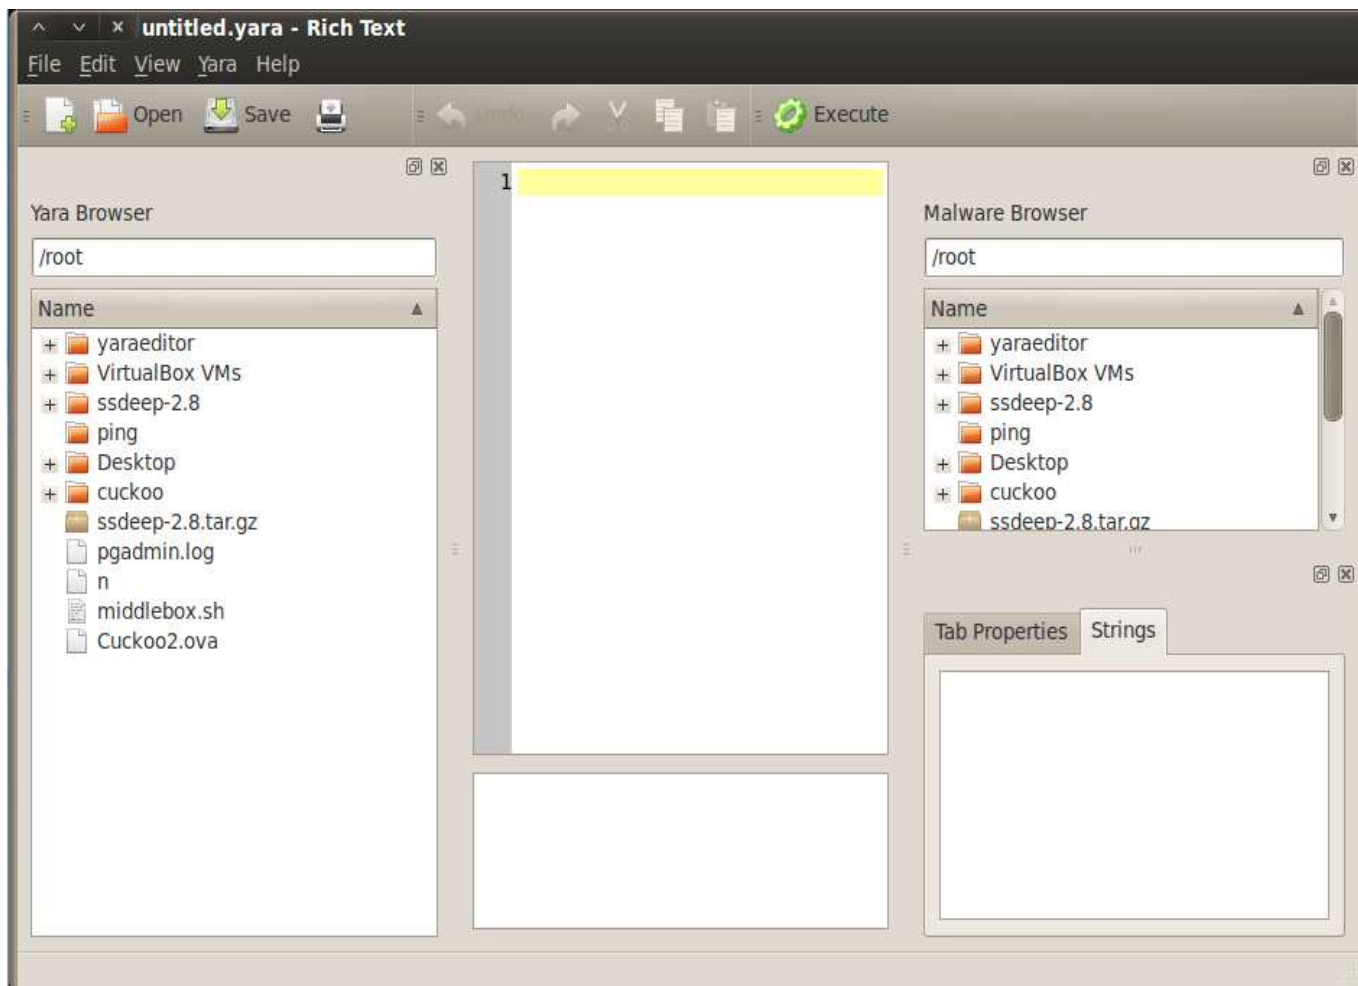 untitled.yara - Rich Text
File Edit View Yara Help
Open Save Undo Execute
Yara Browser
/root
Name
yaraeditor
VirtualBox VMs
ssdeep-2.8
ping
Desktop
cuckoo
ssdeep-2.8.tar.gz
pgadmin.log
n
middlebox.sh
Cuckoo2.ova
1
Malware Browser
/root
Name
yaraeditor
VirtualBox VMs
ssdeep-2.8
ping
Desktop
cuckoo
ssdeep-2.8.tar.gz
Tab Properties Strings